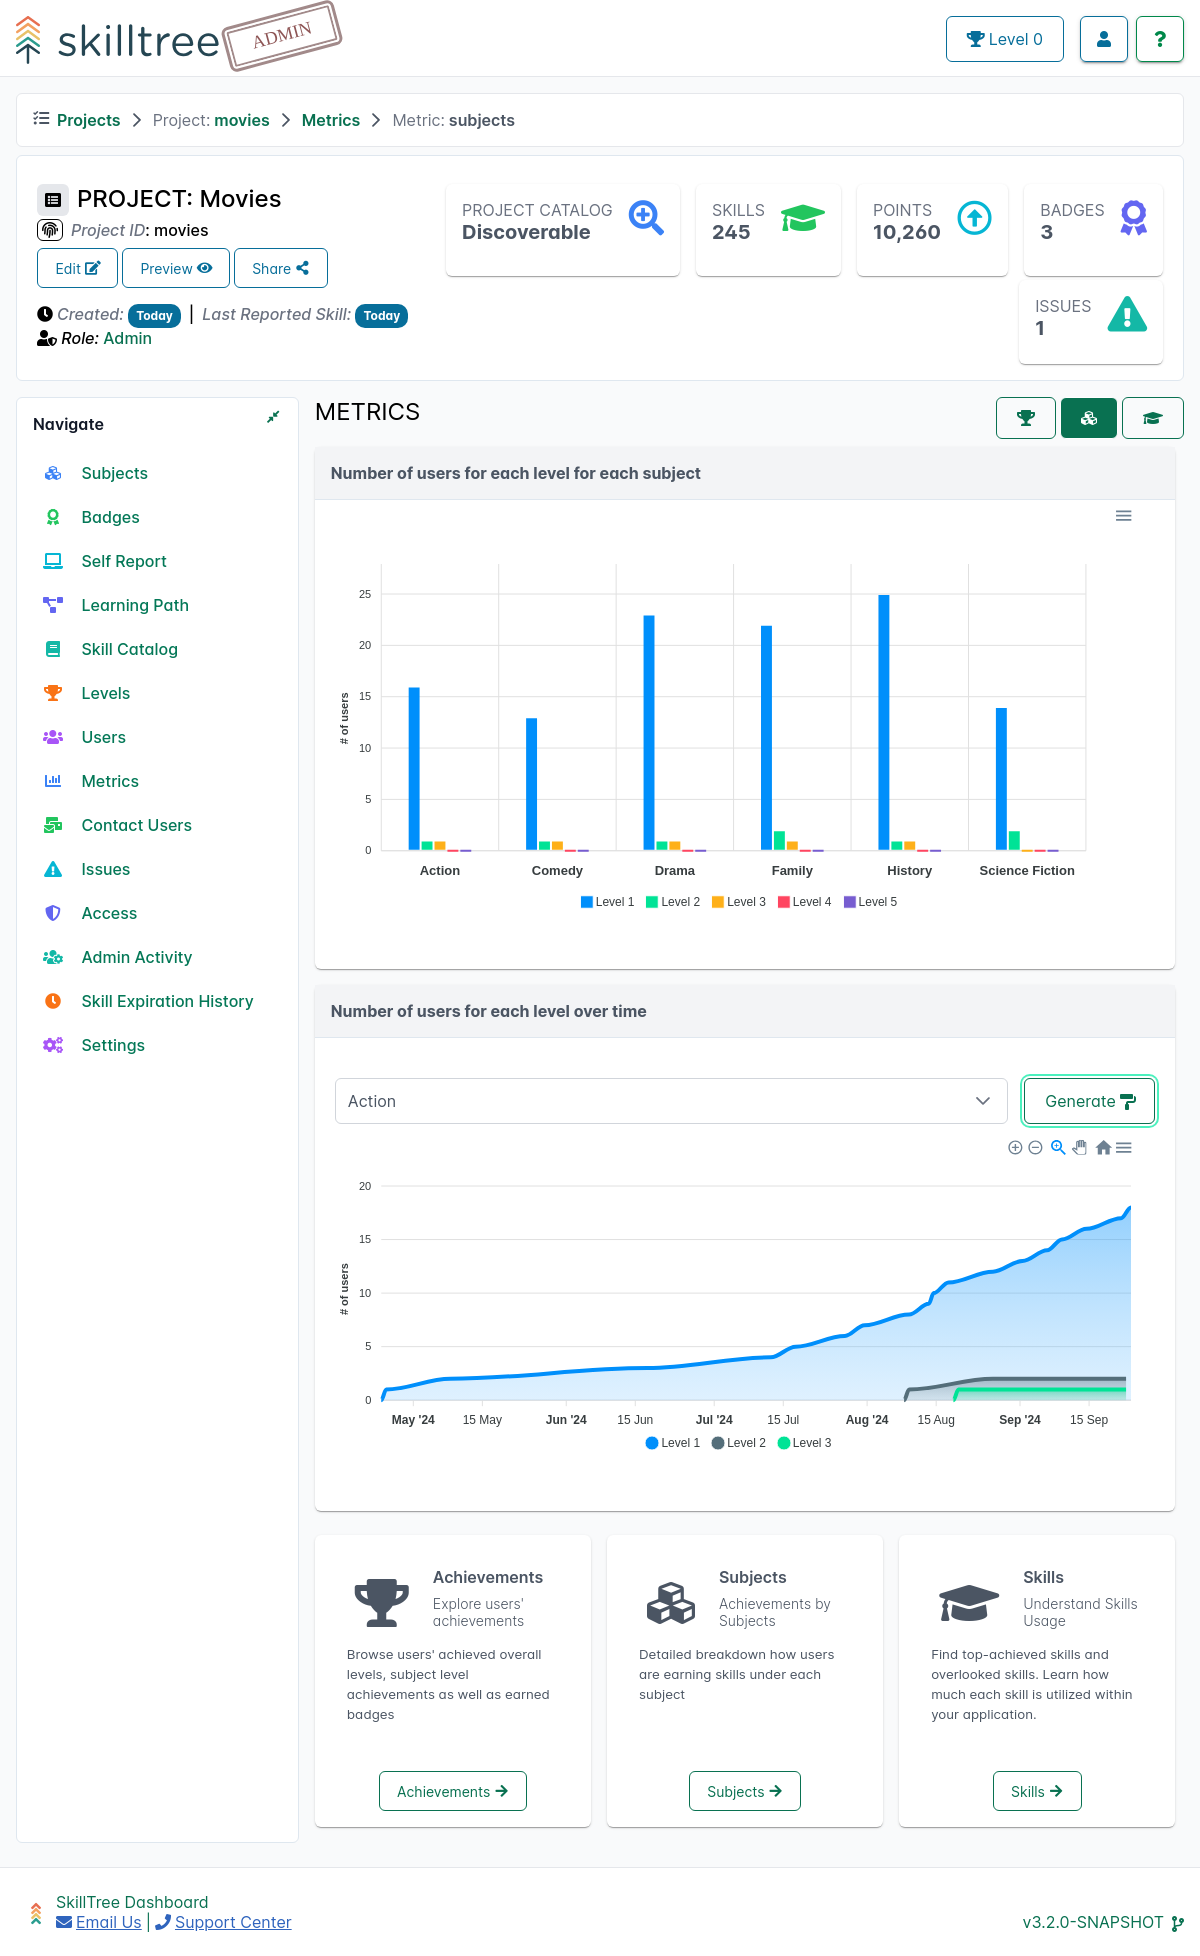 skilltree ADMIN
Level 0
?
Projects > Project: movies > Metrics > Metric: subjects
PROJECT: Movies
Project ID: movies
Edit Preview Share
Created: Today | Last Reported Skill: Today
Role: Admin
PROJECT CATALOG
Discoverable
SKILLS
245
POINTS
10,260
BADGES
3
ISSUES
1
Navigate
Subjects
Badges
Self Report
Learning Path
Skill Catalog
Levels
Users
Metrics
Contact Users
Issues
Access
Admin Activity
Skill Expiration History
Settings
METRICS
Number of users for each level for each subject
# of users
25
20
15
10
5
0
Action Comedy Drama Family History Science Fiction
Level 1 Level 2 Level 3 Level 4 Level 5
Number of users for each level over time
Action
Generate
# of users
20
15
10
5
0
May '24 15 May Jun '24 15 Jun Jul '24 15 Jul Aug '24 15 Aug Sep '24 15 Sep
Level 1 Level 2 Level 3
Achievements
Explore users'
achievements
Browse users' achieved overall
levels, subject level
achievements as well as earned
badges
Achievements
Subjects
Achievements by
Subjects
Detailed breakdown how users
are earning skills under each
subject
Subjects
Skills
Understand Skills
Usage
Find top-achieved skills and
overlooked skills. Learn how
much each skill is utilized within
your application.
Skills
SkillTree Dashboard
Email Us | Support Center
v3.2.0-SNAPSHOT